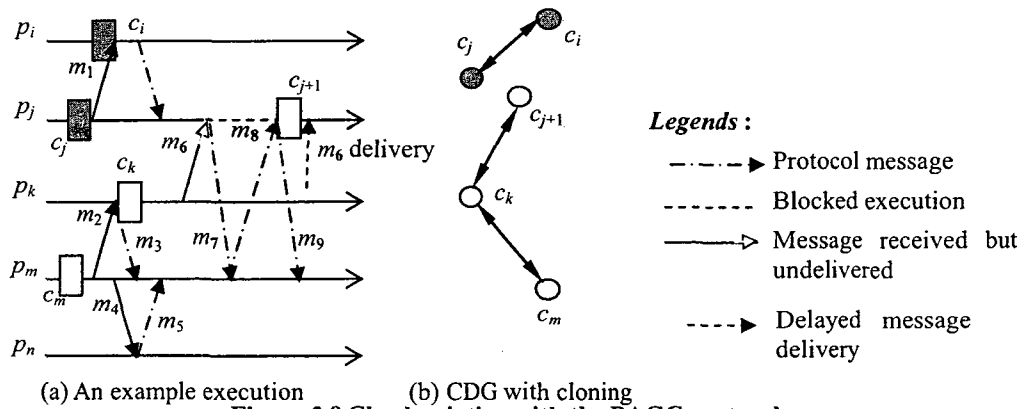 p_i
c_i
m_1
p_j
c_j
c_{j+1}
m_8
m_6
m_6 delivery
c_k
p_k
m_2
m_3
m_7
m_9
p_m
c_m
m_4
m_5
p_n
(a) An example execution
c_j
c_i
c_{j+1}
c_k
c_m
(b) CDG with cloning
Legends :
Protocol message
Blocked execution
Message received but
undelivered
Delayed message
delivery